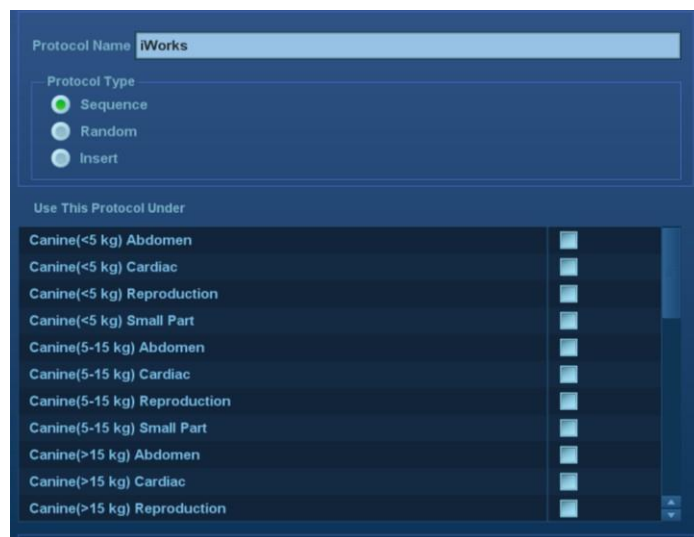 Protocol Name iWorks
Protocol Type
Sequence
Random
Insert
Use This Protocol Under
Canine(<5 kg) Abdomen
Canine(<5 kg) Cardiac
Canine(<5 kg) Reproduction
Canine(<5 kg) Small Part
Canine(5-15 kg) Abdomen
Canine(5-15 kg) Cardiac
Canine(5-15 kg) Reproduction
Canine(5-15 kg) Small Part
Canine(>15 kg) Abdomen
Canine(>15 kg) Cardiac
Canine(>15 kg) Reproduction